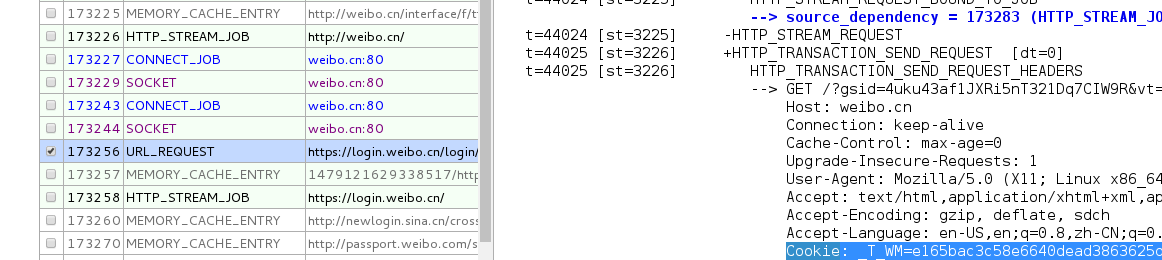 173225 MEMORY_CACHE_ENTRY http://weibo.cn/interface/f/t
173226 HTTP_STREAM_JOB http://weibo.cn/
173227 CONNECT_JOB weibo.cn:80
173229 SOCKET weibo.cn:80
173243 CONNECT_JOB weibo.cn:80
173244 SOCKET weibo.cn:80
173256 URL_REQUEST https://login.weibo.cn/login/
173257 MEMORY_CACHE_ENTRY 1479121629338517/http
173258 HTTP_STREAM_JOB https://login.weibo.cn/
173260 MEMORY_CACHE_ENTRY http://newlogin.sina.cn/cross
173270 MEMORY_CACHE_ENTRY http://passport.weibo.com/s
--> source_dependency = 173283 (HTTP_STREAM_JO
t=44024 [st=3225] -HTTP_STREAM_REQUEST
t=44025 [st=3226] +HTTP_TRANSACTION_SEND_REQUEST [dt=0]
t=44025 [st=3226] HTTP_TRANSACTION_SEND_REQUEST_HEADERS
--> GET /?gsid=4uku43af1JXRi5nT321Dq7CIW9R&vt=
Host: weibo.cn
Connection: keep-alive
Cache-Control: max-age=0
Upgrade-Insecure-Requests: 1
User-Agent: Mozilla/5.0 (X11; Linux x86_64
Accept: text/html,application/xhtml+xml,ap
Accept-Encoding: gzip, deflate, sdch
Accept-Language: en-US,en;q=0.8,zh-CN;q=0.
Cookie: _T_WM=e165bac3c58e6640dead3863625c